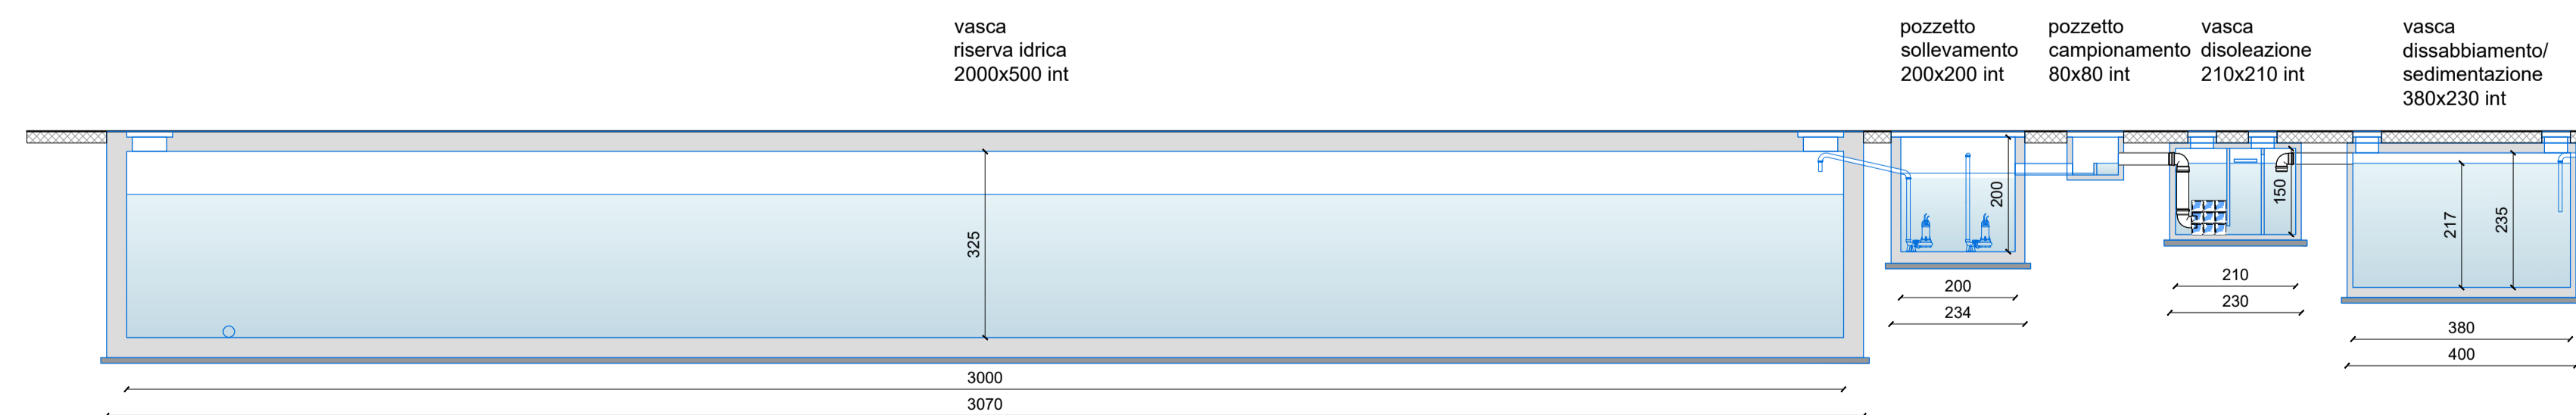 vasca
riserva idrica
2000x500 int
pozzetto
sollevamento
200x200 int
pozzetto
campionamento
80x80 int
vasca
disoleazione
210x210 int
vasca
dissabbiamento/
sedimentazione
380x230 int
325
200
150
217
235
200
234
210
230
380
400
3000
3070